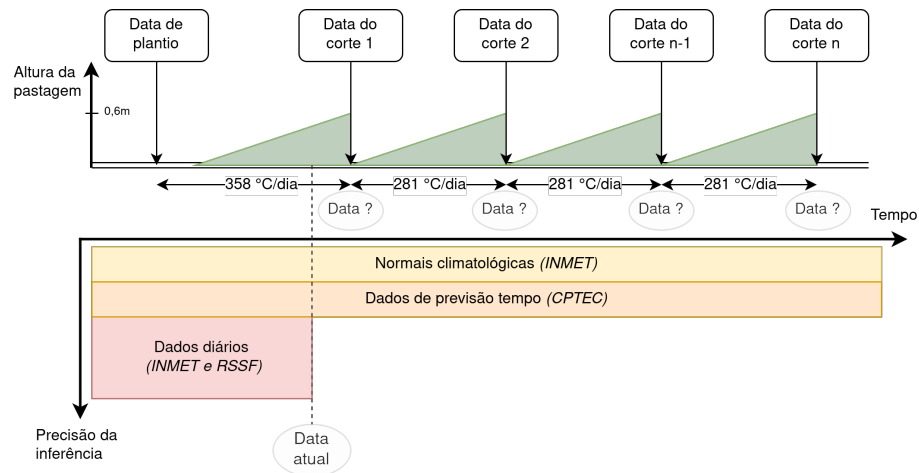 Data de
plantio
Data do
corte 1
Data do
corte 2
Data do
corte n-1
Data do
corte n
Altura da
pastagem
0,6m
358 °C/dia
281 °C/dia
281 °C/dia
281 °C/dia
Data ?
Data ?
Data ?
Data ?
Tempo
Normais climatológicas (INMET)
Dados de previsão tempo (CPTEC)
Dados diários
(INMET e RSSF)
Precisão da
inferência
Data
atual